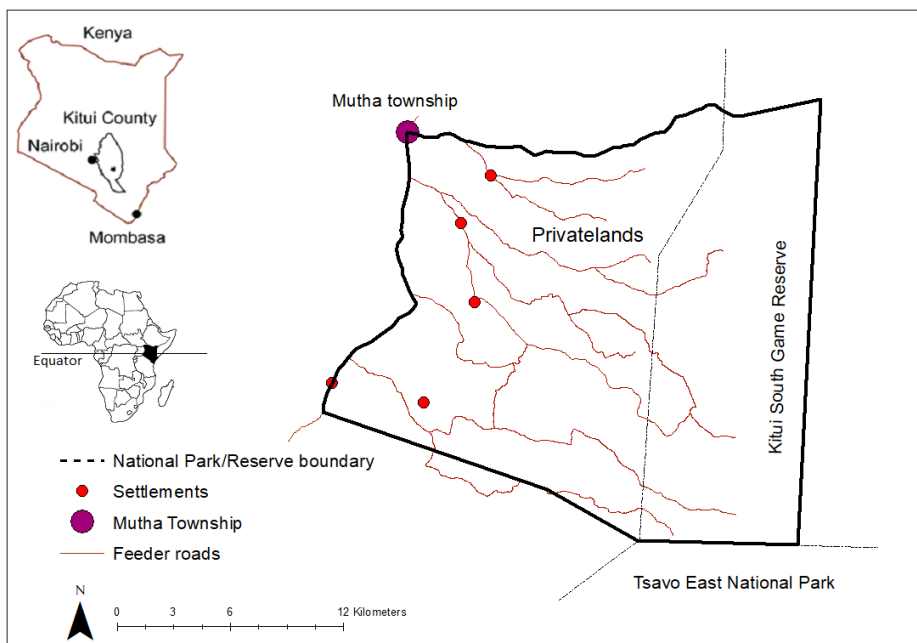 Kenya
Kitui County
Nairobi
Mombasa
Equator
Mutha township
Privatelands
Kitui South Game Reserve
Tsavo East National Park
National Park/Reserve boundary
Settlements
Mutha Township
Feeder roads
N
0 3 6 12 Kilometers